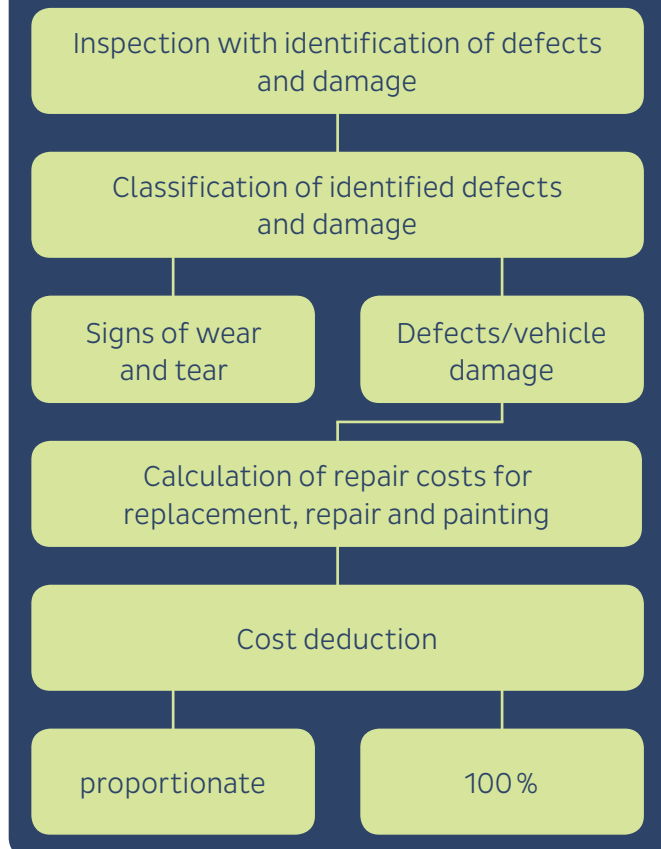 Inspection with identification of defects
and damage
Classification of identified defects
and damage
Signs of wear
and tear
Defects/vehicle
damage
Calculation of repair costs for
replacement, repair and painting
Cost deduction
proportionate
100 %